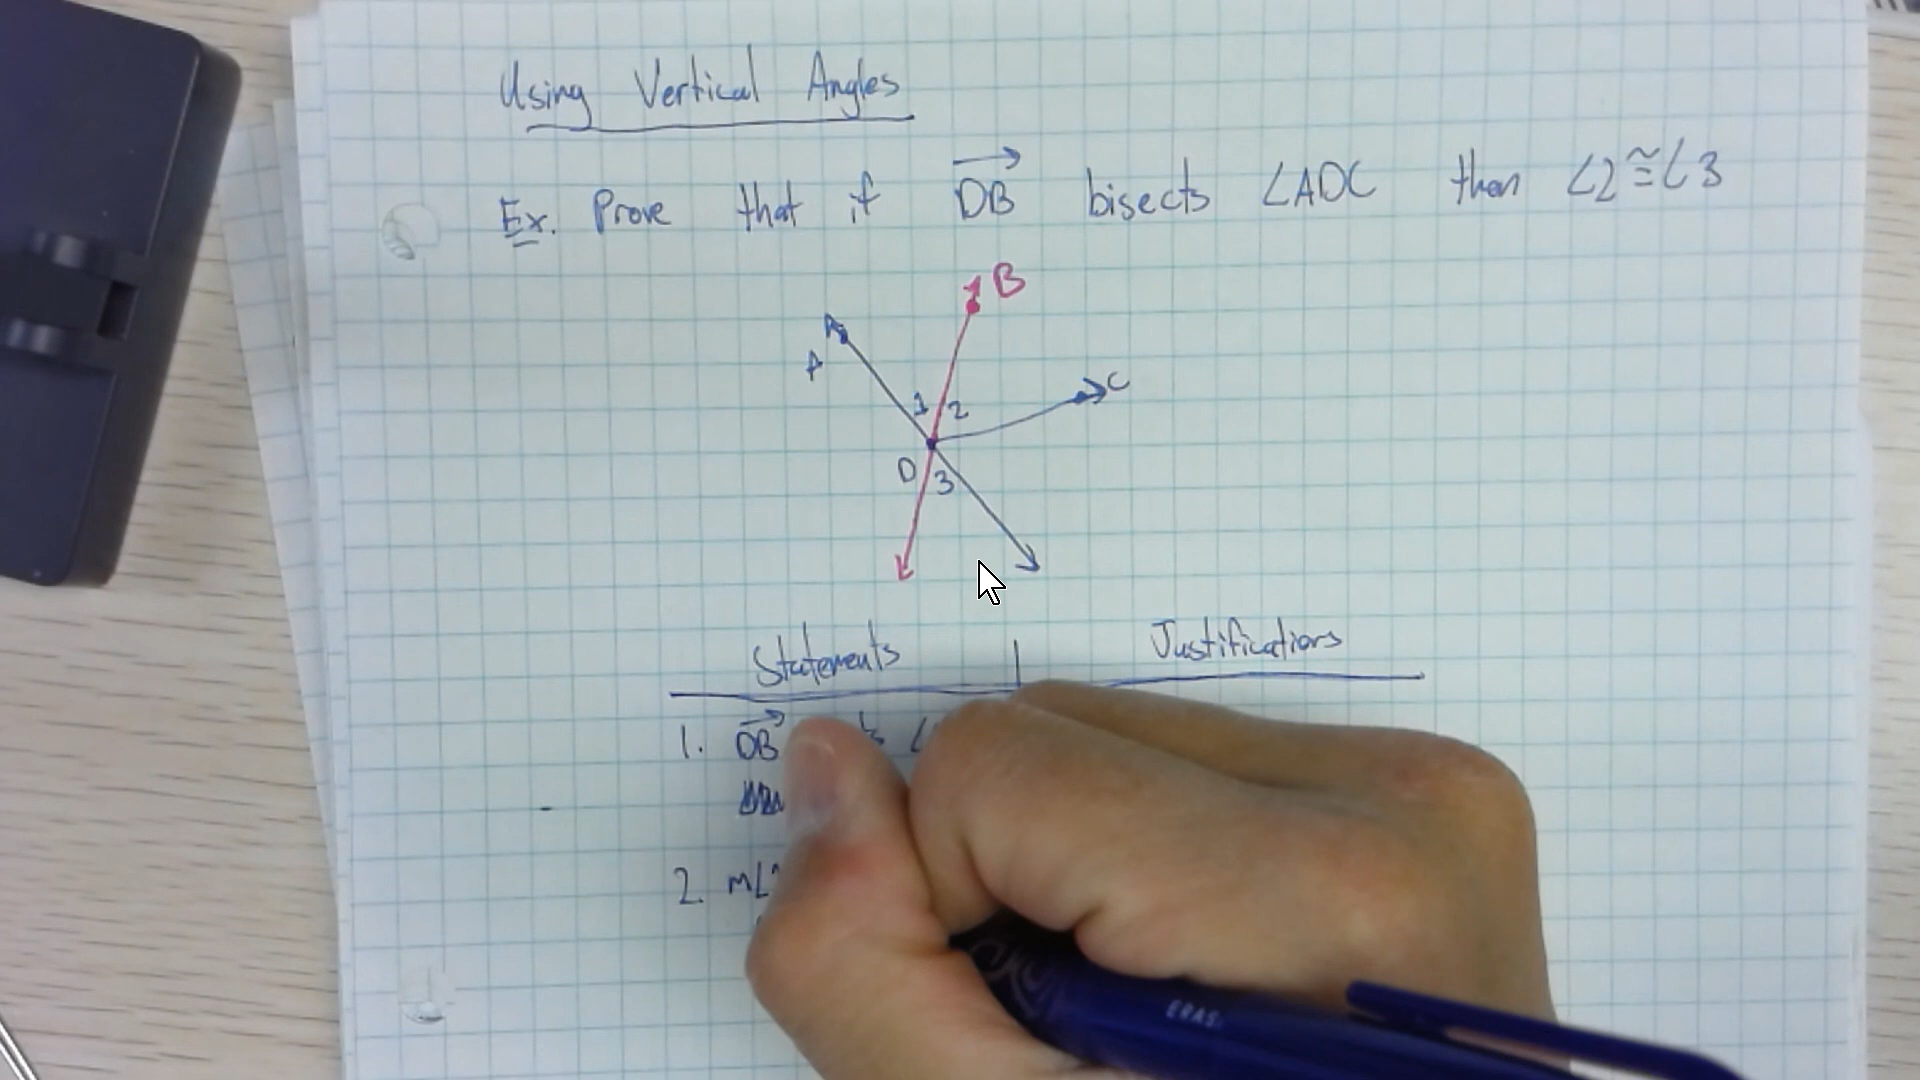 Using Vertical Angles
Ex. Prove that if DB bisects ∠ADC then ∠2≅∠3
B
A
C
1 2
D 3
Statements | Justifications
1. DB ∠
2. m∠
ERAS